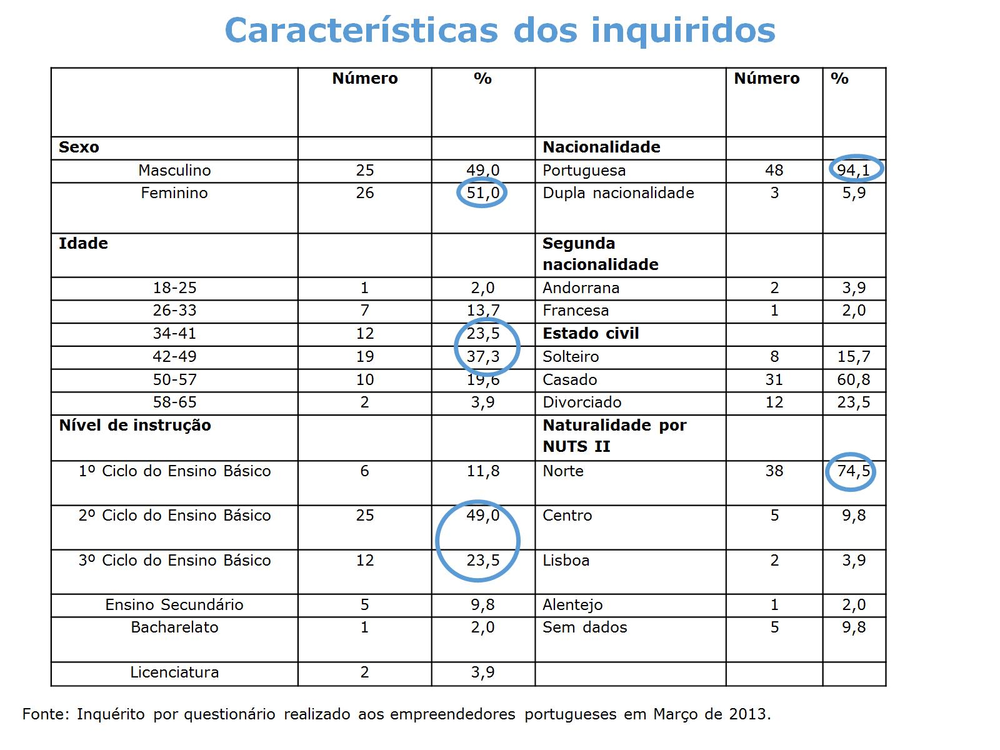 Características dos inquiridos
Número % Número %
Sexo Nacionalidade
Masculino 25 49,0 Portuguesa 48 94,1
Feminino 26 51,0 Dupla nacionalidade 3 5,9
Idade Segunda
nacionalidade
18-25 1 2,0 Andorrana 2 3,9
26-33 7 13,7 Francesa 1 2,0
34-41 12 23,5 Estado civil
42-49 19 37,3 Solteiro 8 15,7
50-57 10 19,6 Casado 31 60,8
58-65 2 3,9 Divorciado 12 23,5
Nível de instrução Naturalidade por
NUTS II
1º Ciclo do Ensino Básico 6 11,8 Norte 38 74,5
2º Ciclo do Ensino Básico 25 49,0 Centro 5 9,8
3º Ciclo do Ensino Básico 12 23,5 Lisboa 2 3,9
Ensino Secundário 5 9,8 Alentejo 1 2,0
Bacharelato 1 2,0 Sem dados 5 9,8
Licenciatura 2 3,9
Fonte: Inquérito por questionário realizado aos empreendedores portugueses em Março de 2013.